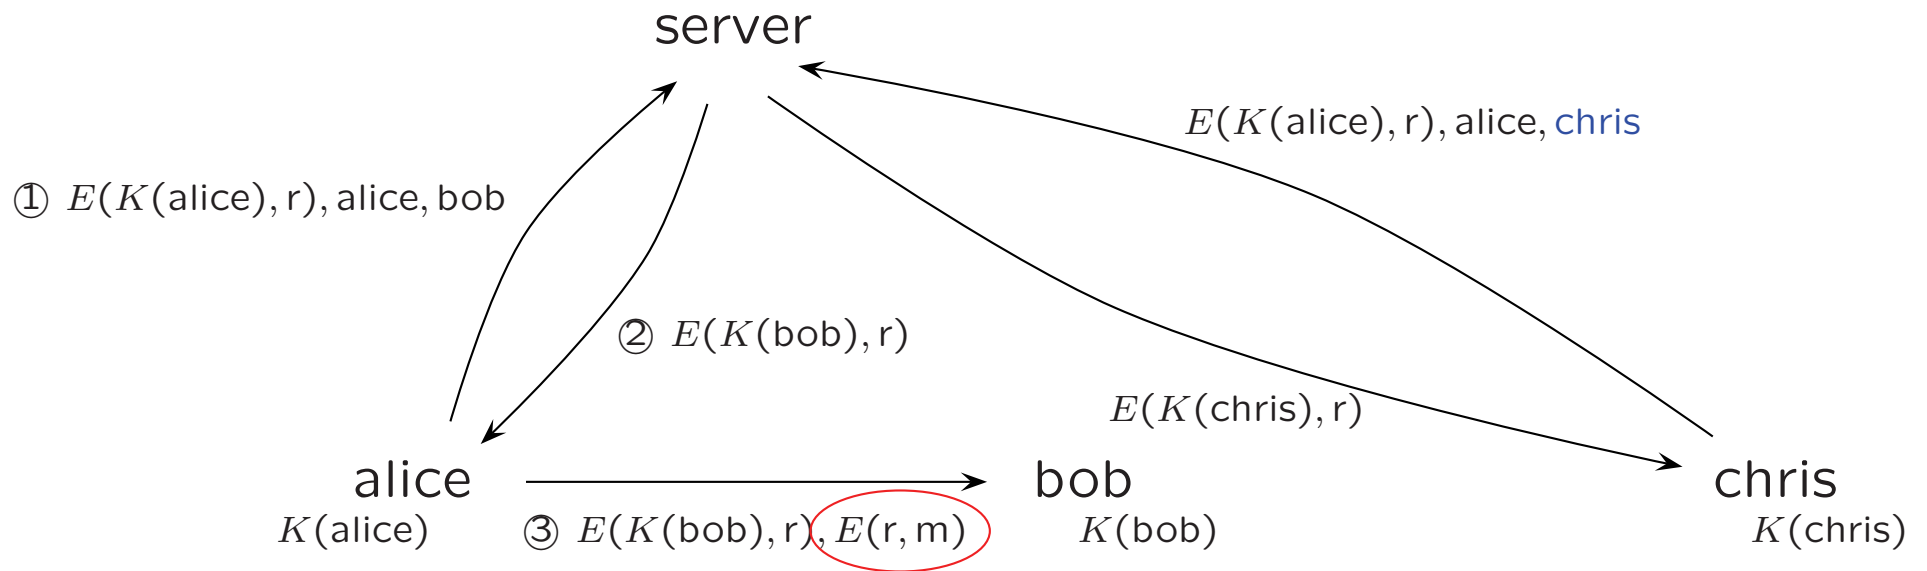 server
E(K(alice), r), alice, chris
① E(K(alice), r), alice, bob
② E(K(bob), r)
E(K(chris), r)
alice
bob
chris
K(alice)
③ E(K(bob), r), E(r, m)
K(bob)
K(chris)